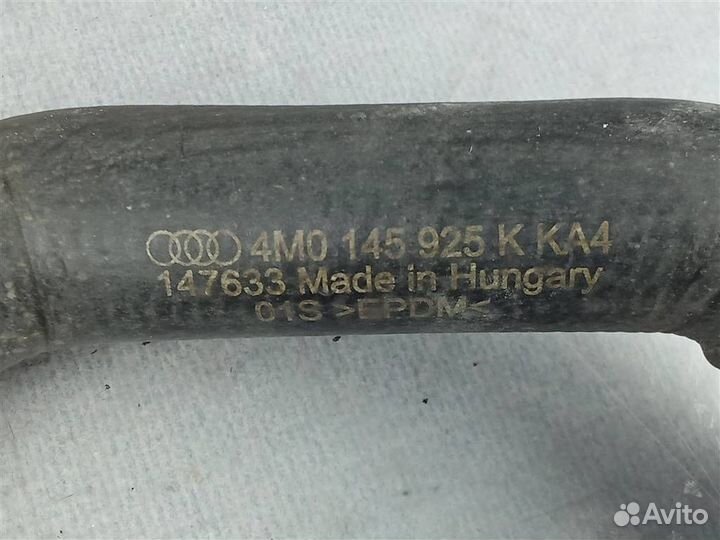 4M0 145 925 K KA4
147633 Made in Hungary
01S >EPDM<
Avito